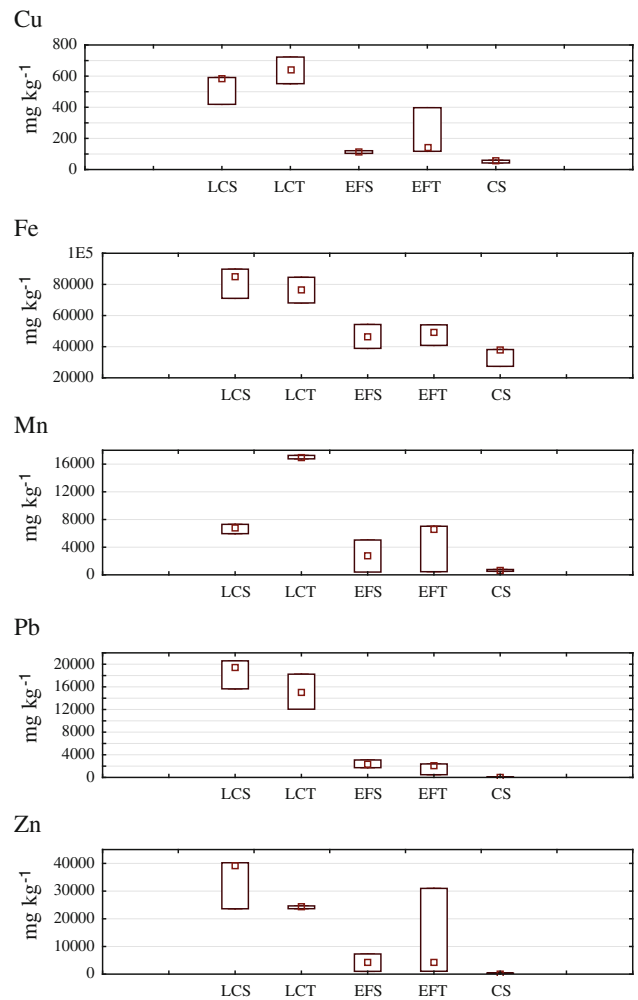 Cu
mg kg-1
800
600
400
200
0
LCS LCT EFS EFT CS
Fe
mg kg-1
1E5
80000
60000
40000
20000
LCS LCT EFS EFT CS
Mn
mg kg-1
16000
12000
8000
4000
0
LCS LCT EFS EFT CS
Pb
mg kg-1
20000
16000
12000
8000
4000
0
LCS LCT EFS EFT CS
Zn
mg kg-1
40000
30000
20000
10000
0
LCS LCT EFS EFT CS